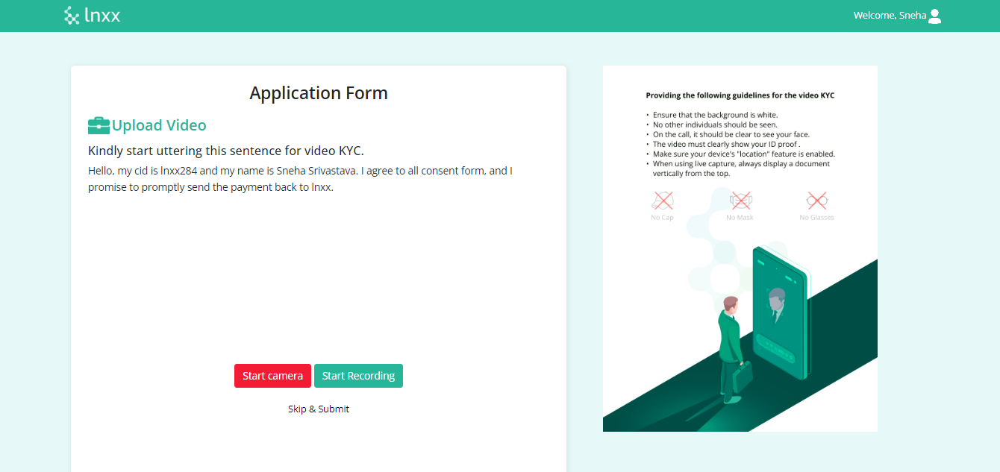 lnxx
Welcome, Sneha
Application Form
Upload Video
Kindly start uttering this sentence for video KYC.
Hello, my cid is lnxx284 and my name is Sneha Srivastava. I agree to all consent form, and I
promise to promptly send the payment back to lnxx.
Start camera
Start Recording
Skip & Submit
Providing the following guidelines for the video KYC
• Ensure that the background is white.
• No other individuals should be seen.
• On the call, it should be clear to see your face.
• The video must clearly show your ID proof .
• Make sure your device's "location" feature is enabled.
• When using live capture, always display a document
vertically from the top.
No Cap
No Mask
No Glasses